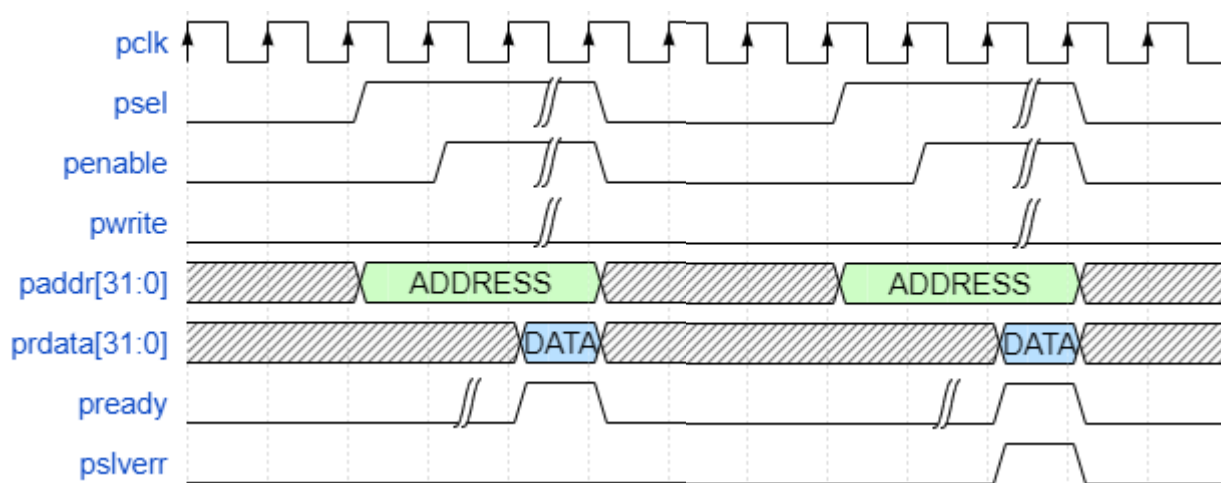 pclk
psel
penable
pwrite
paddr[31:0] ADDRESS ADDRESS
prdata[31:0] DATA DATA
pready
pslverr